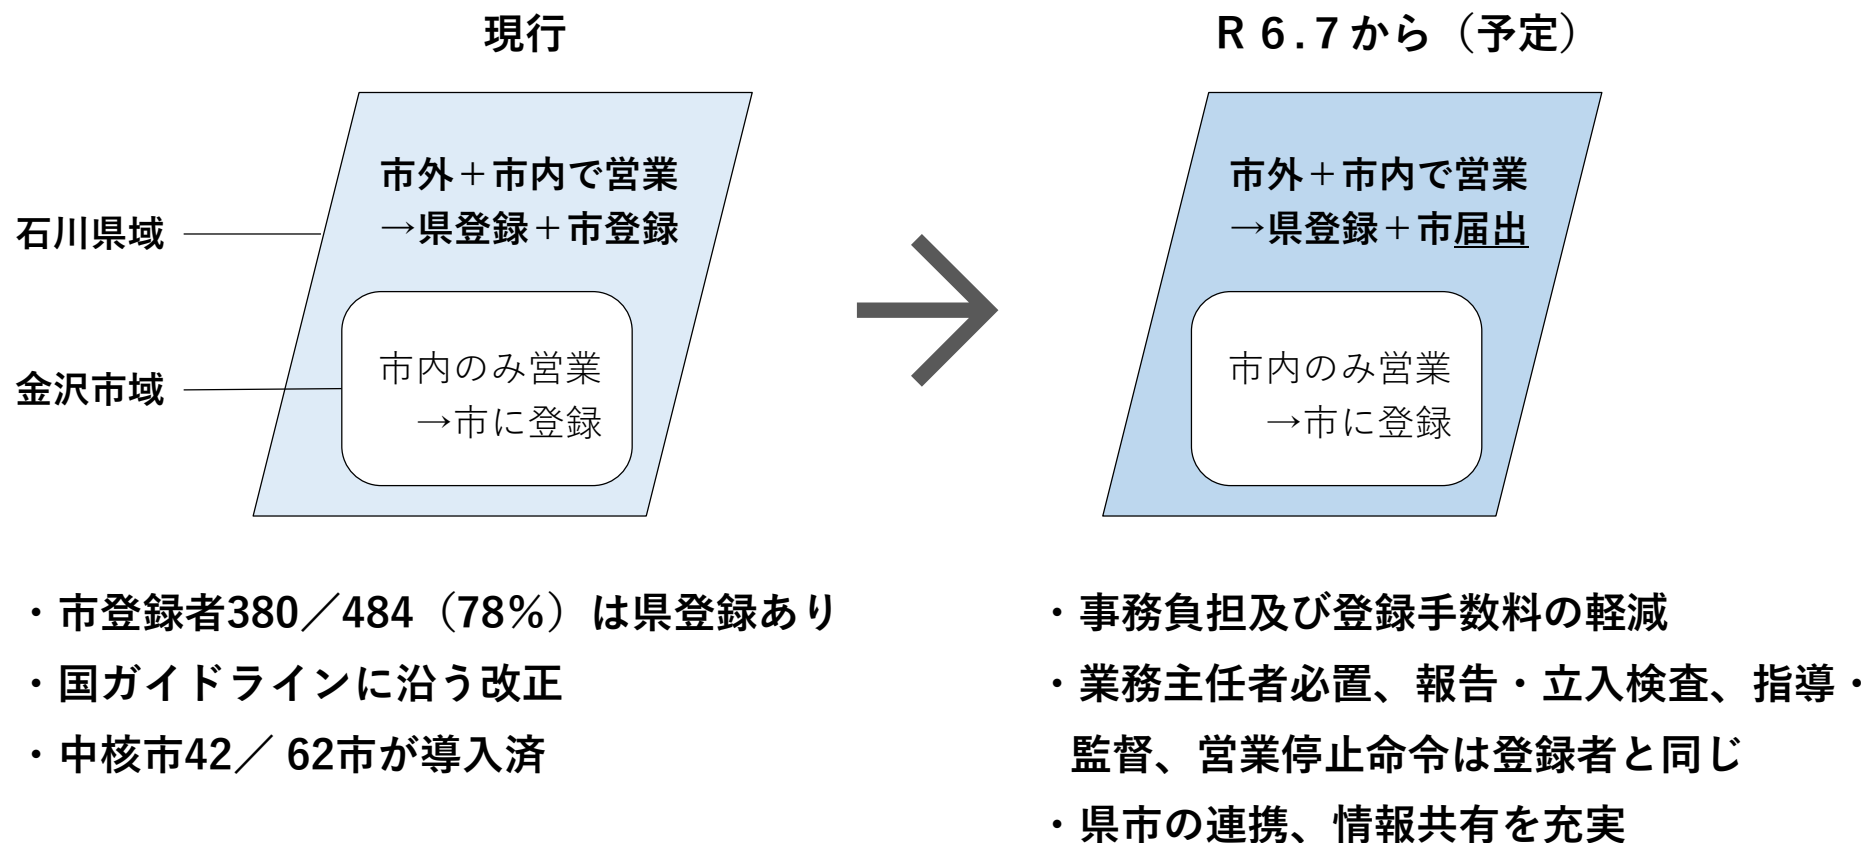 現行
石川県域
市外＋市内で営業
→県登録＋市登録
金沢市域
市内のみ営業
→市に登録
・市登録者380／484（78％）は県登録あり
・国ガイドラインに沿う改正
・中核市42／ 62市が導入済
R６.７から（予定）
市外＋市内で営業
→県登録＋市届出
市内のみ営業
→市に登録
・事務負担及び登録手数料の軽減
・業務主任者必置、報告・立入検査、指導・
監督、営業停止命令は登録者と同じ
・県市の連携、情報共有を充実